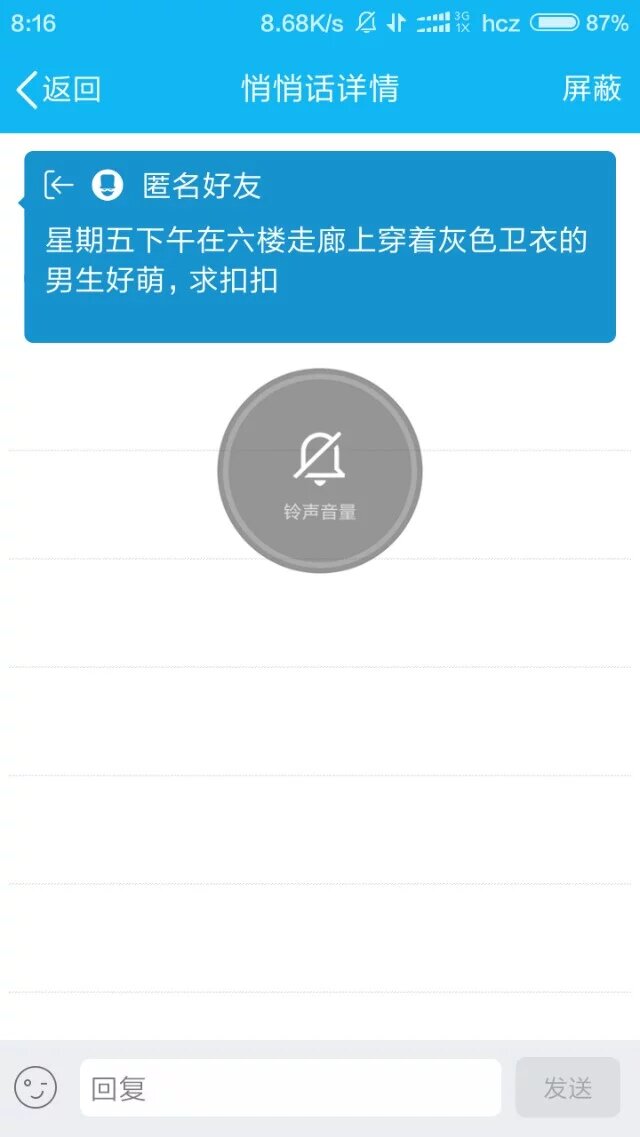 8:16 8.68K/s 3G 1X hcz 87%
返回 悄悄话详情 屏蔽
匿名好友
星期五下午在六楼走廊上穿着灰色卫衣的
男生好萌，求扣扣
铃声音量
回复 发送